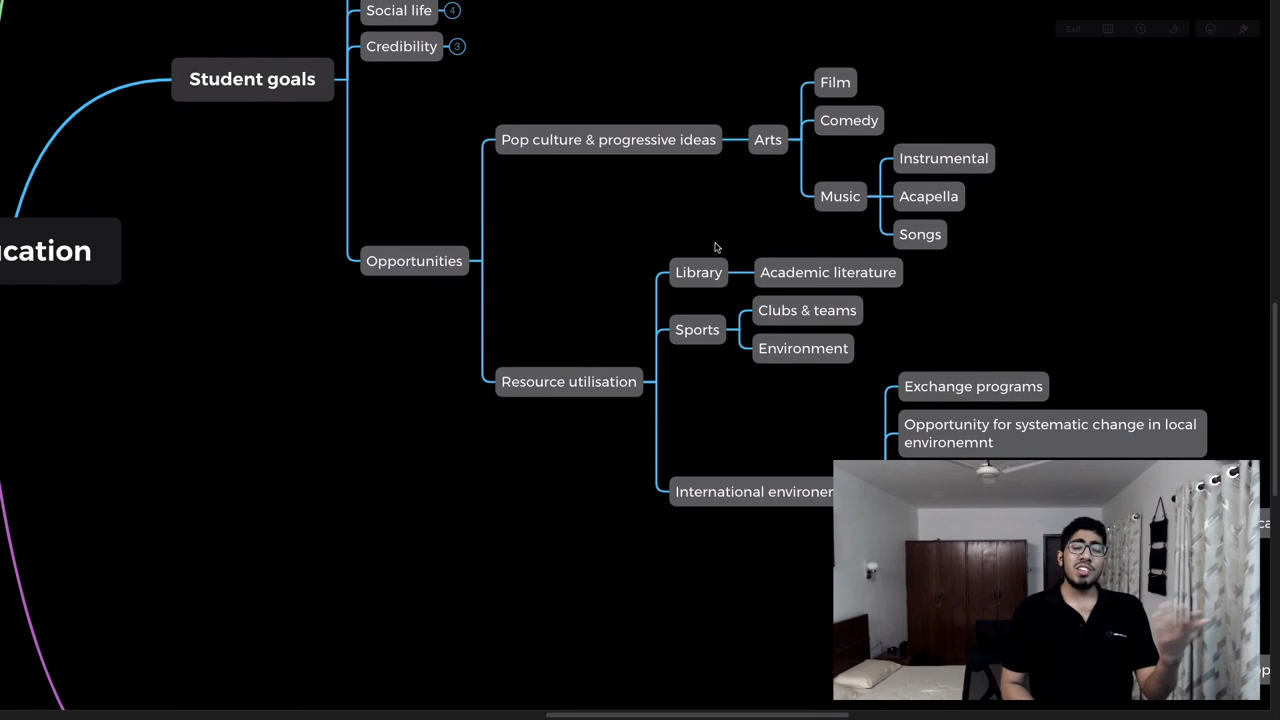 Social life
4
Credibility
3
Student goals
Film
Comedy
Pop culture & progressive ideas
Arts
Instrumental
Music
Acapella
Songs
ucation
Opportunities
Library
Academic literature
Clubs & teams
Sports
Environment
Resource utilisation
Exchange programs
Opportunity for systematic change in local
environemnt
International environer
Exit